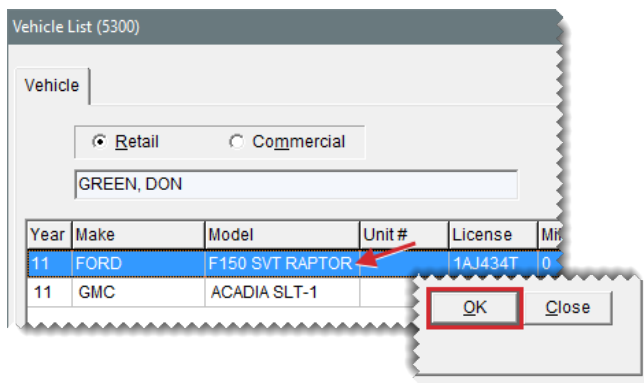 Vehicle List (5300)
Vehicle
Retail Commercial
GREEN, DON
Year Make Model Unit # License
11 FORD F150 SVT RAPTOR 1AJ434T 0
11 GMC ACADIA SLT-1
OK Close